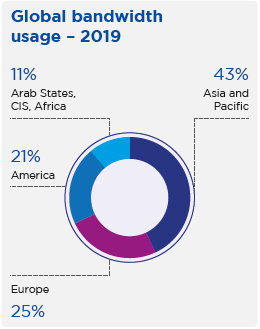 Global bandwidth
usage – 2019
11%
Arab States,
CIS, Africa
43%
Asia and
Pacific
21%
America
Europe
25%